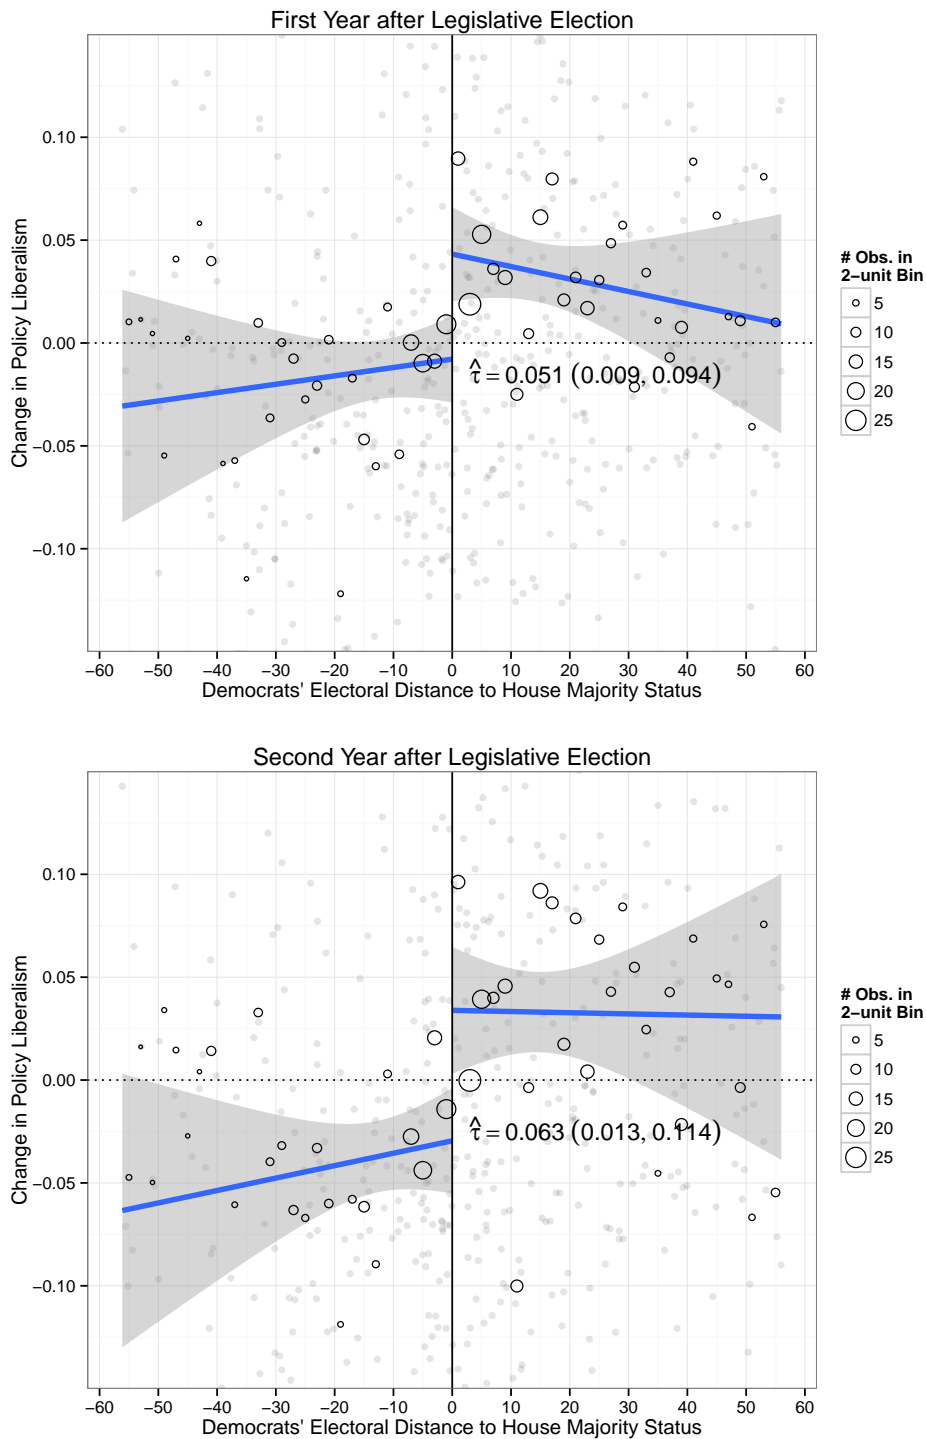 First Year after Legislative Election
Change in Policy Liberalism
0.10
0.05
0.00
−0.05
−0.10
τ̂ = 0.051 (0.009, 0.094)
−60 −50 −40 −30 −20 −10 0 10 20 30 40 50 60
Democrats' Electoral Distance to House Majority Status
# Obs. in
2−unit Bin
5
10
15
20
25
Second Year after Legislative Election
Change in Policy Liberalism
0.10
0.05
0.00
−0.05
−0.10
τ̂ = 0.063 (0.013, 0.114)
−60 −50 −40 −30 −20 −10 0 10 20 30 40 50 60
Democrats' Electoral Distance to House Majority Status
# Obs. in
2−unit Bin
5
10
15
20
25